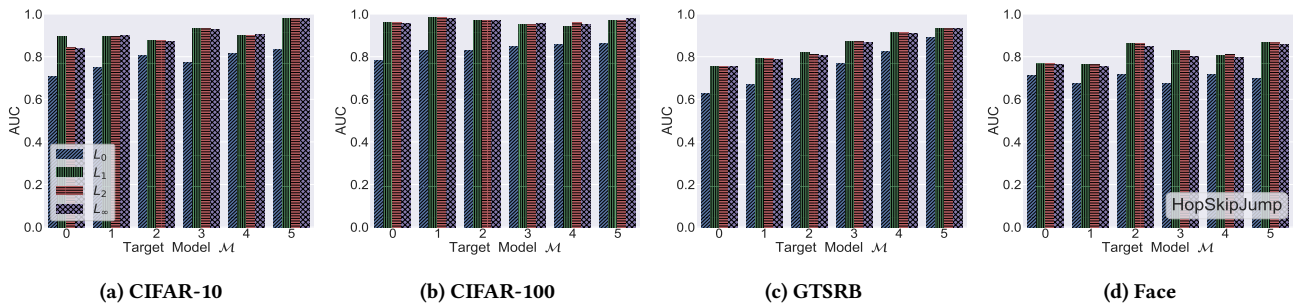 1.0
0.8
0.6
0.4
0.2
0.0
AUC
L₀
L₁
L₂
L∞
0 1 2 3 4 5
Target Model ℳ
(a) CIFAR-10
1.0
0.8
0.6
0.4
0.2
0.0
AUC
0 1 2 3 4 5
Target Model ℳ
(b) CIFAR-100
1.0
0.8
0.6
0.4
0.2
0.0
AUC
0 1 2 3 4 5
Target Model ℳ
(c) GTSRB
1.0
0.8
0.6
0.4
0.2
0.0
AUC
HopSkipJump
0 1 2 3 4 5
Target Model ℳ
(d) Face